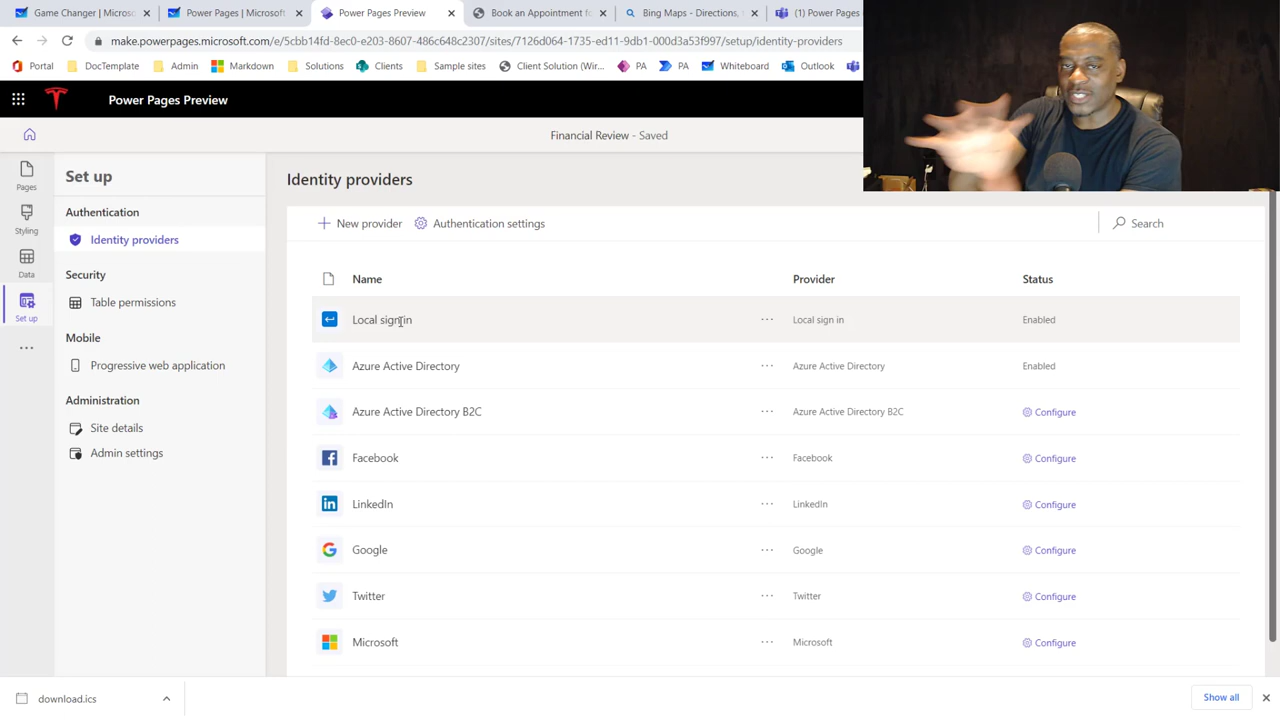 Game Changer | Micros
Power Pages | Microsoft
Power Pages Preview
Book an Appointment fo
Bing Maps - Directions,
(1) Power Pages
make.powerpages.microsoft.com/e/5cbb14fd-8ec0-e203-8607-486c648c2307/sites/7126d064-1735-ed11-9db1-000d3a53f997/setup/identity-providers
Portal
DocTemplate
Admin
Markdown
Solutions
Clients
Sample sites
Client Solution (Wir...
PA
PA
Whiteboard
Outlook
Power Pages Preview
Financial Review - Saved
Pages
Styling
Data
Set up
Set up
Authentication
Identity providers
Security
Table permissions
Mobile
Progressive web application
Administration
Site details
Admin settings
Identity providers
New provider
Authentication settings
Search
Name Provider Status
Local sign in ··· Local sign in Enabled
Azure Active Directory ··· Azure Active Directory Enabled
Azure Active Directory B2C ··· Azure Active Directory B2C Configure
Facebook ··· Facebook Configure
LinkedIn ··· LinkedIn Configure
Google ··· Google Configure
Twitter ··· Twitter Configure
Microsoft ··· Microsoft Configure
download.ics
Show all